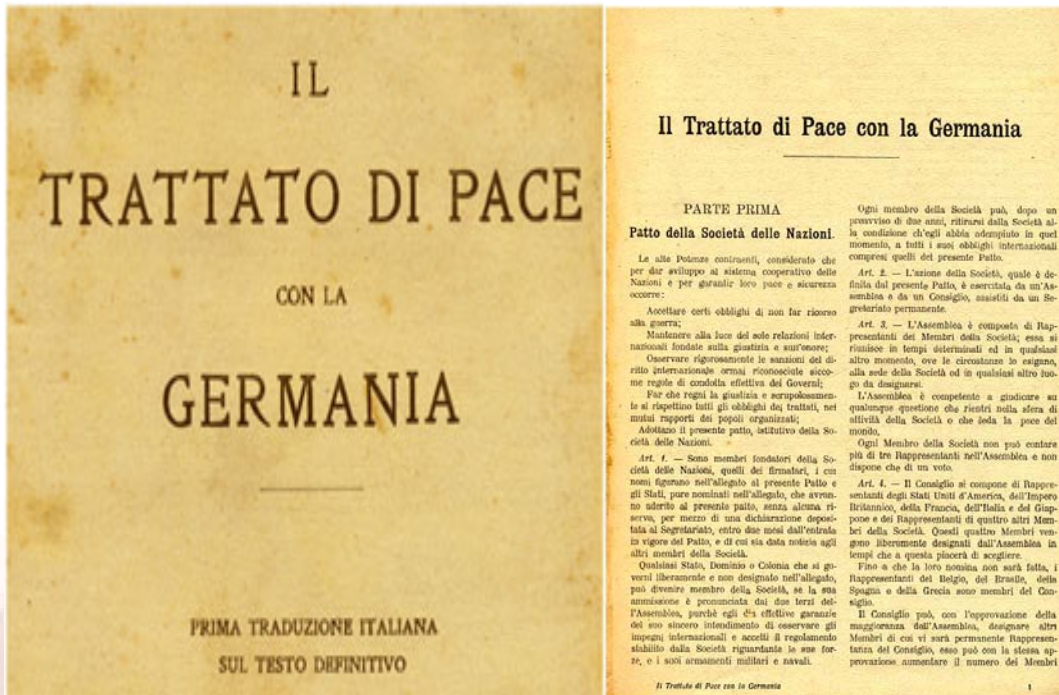 IL
TRATTATO DI PACE
CON LA
GERMANIA
PRIMA TRADUZIONE ITALIANA
SUL TESTO DEFINITIVO
Il Trattato di Pace con la Germania
PARTE PRIMA
Patto della Società delle Nazioni.
Le alte Potenze contraenti, considerato che
per dar sviluppo al sistema cooperativo delle
Nazioni e per garantir loro pace e sicurezza
occorre:
Accettare certi obblighi di non far ricorso
alla guerra;
Mantenere alla luce del sole relazioni inter-
nazionali fondate sulla giustizia e sull'onore;
Osservare rigorosamente le sanzioni del di-
ritto internazionale ormai riconosciute sicco-
me regole di condotta effettiva dei Governi;
Far che regni la giustizia e scrupolosamen-
te si rispettino tutti gli obblighi dei trattati, nei
mutui rapporti dei popoli organizzati;
Adottano il presente patto, istitutivo della So-
cietà delle Nazioni.
Art. 1. — Sono membri fondatori della So-
cietà delle Nazioni, quelli dei firmatari, i cui
nomi figurano nell'allegato al presente Patto e
gli Stati, pure nominati nell'allegato, che avran-
no aderito al presente patto, senza alcuna ri-
serva, per mezzo di una dichiarazione deposi-
tata al Segretariato, entro due mesi dall'entrata
in vigore del Patto, e di cui sia data notizia agli
altri membri della Società.
Qualsiasi Stato, Dominio o Colonia che si go-
verni liberamente e non designato nell'allegato,
può divenire membro della Società, se la sua
ammissione è pronunciata dai due terzi del-
l'Assemblea, purchè egli dia effettive garanzie
del suo sincero intendimento di osservare gli
impegni internazionali e accetti il regolamento
stabilito dalla Società riguardante le sue for-
ze, e i suoi armamenti militari e navali.
Ogni membro della Società può, dopo un
preavviso di due anni, ritirarsi dalla Società al-
la condizione ch'egli abbia adempiuto in quel
momento, a tutti i suoi obblighi internazionali
compresi quelli del presente Patto.
Art. 2. — L'azione della Società, quale è de-
finita dal presente Patto, è esercitata da un'As-
semblea e da un Consiglio, assistiti da un Se-
gretariato permanente.
Art. 3. — L'Assemblea è composta di Rap-
presentanti dei Membri della Società; essa si
riunisce in tempi determinati ed in qualsiasi
altro momento, ove le circostanze lo esigano,
alla sede della Società od in qualsiasi altro luo-
go da designarsi.
L'Assemblea è competente a giudicare su
qualunque questione che rientri nella sfera di
attività della Società o che leda la pace del
mondo.
Ogni Membro della Società non può contare
più di tre Rappresentanti nell'Assemblea e non
dispone che di un voto.
Art. 4. — Il Consiglio si compone di Rappre-
sentanti degli Stati Uniti d'America, dell'Impero
Britannico, della Francia, dell'Italia e del Giap-
pone e dei Rappresentanti di quattro altri Mem-
bri della Società. Questi quattro Membri ven-
gono liberamente designati dall'Assemblea in
tempi che a questa piacerà di scegliere.
Fino a che la loro nomina non sarà fatta, i
Rappresentanti del Belgio, del Brasile, della
Spagna e della Grecia sono membri del Con-
siglio.
Il Consiglio può, con l'approvazione della
maggioranza dell'Assemblea, designare altri
Membri di cui vi sarà permanente Rappresen-
tanza del Consiglio, esso può con la stessa ap-
provazione aumentare il numero dei Membri
Il Trattato di Pace con la Germania
1